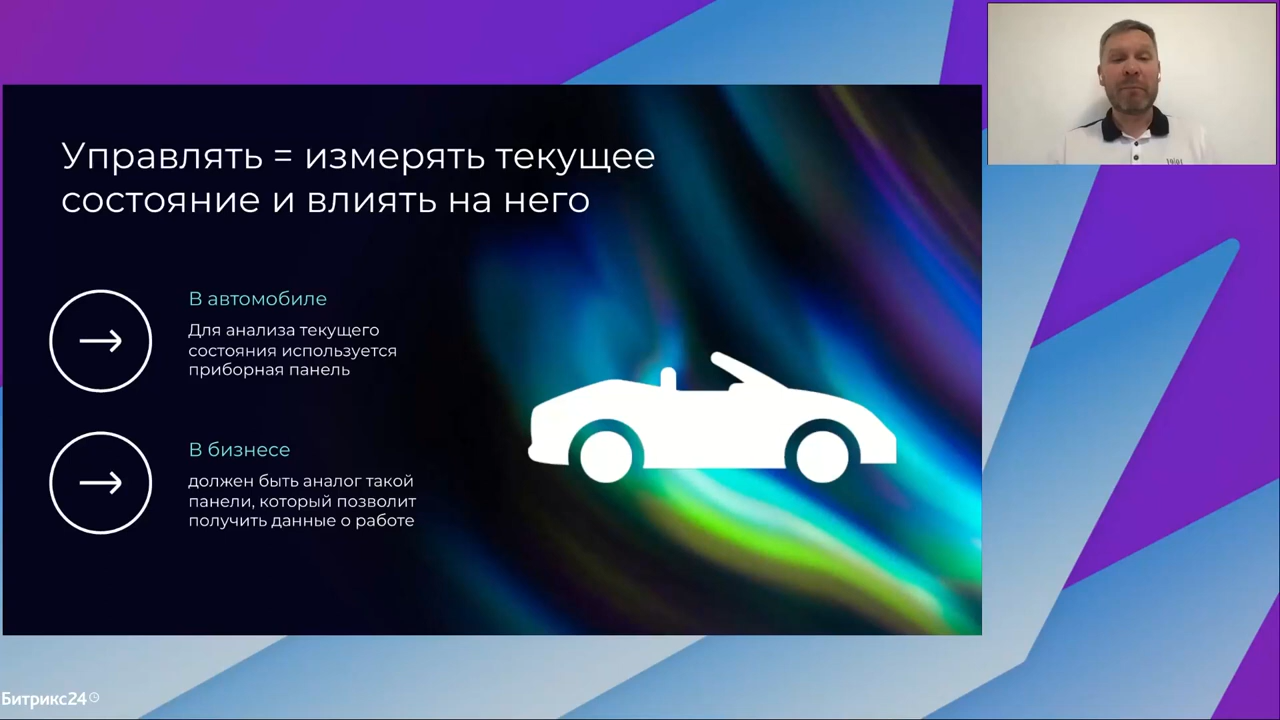 Управлять = измерять текущее
состояние и влиять на него
В автомобиле
Для анализа текущего
состояния используется
приборная панель
В бизнесе
должен быть аналог такой
панели, который позволит
получить данные о работе
Битрикс24